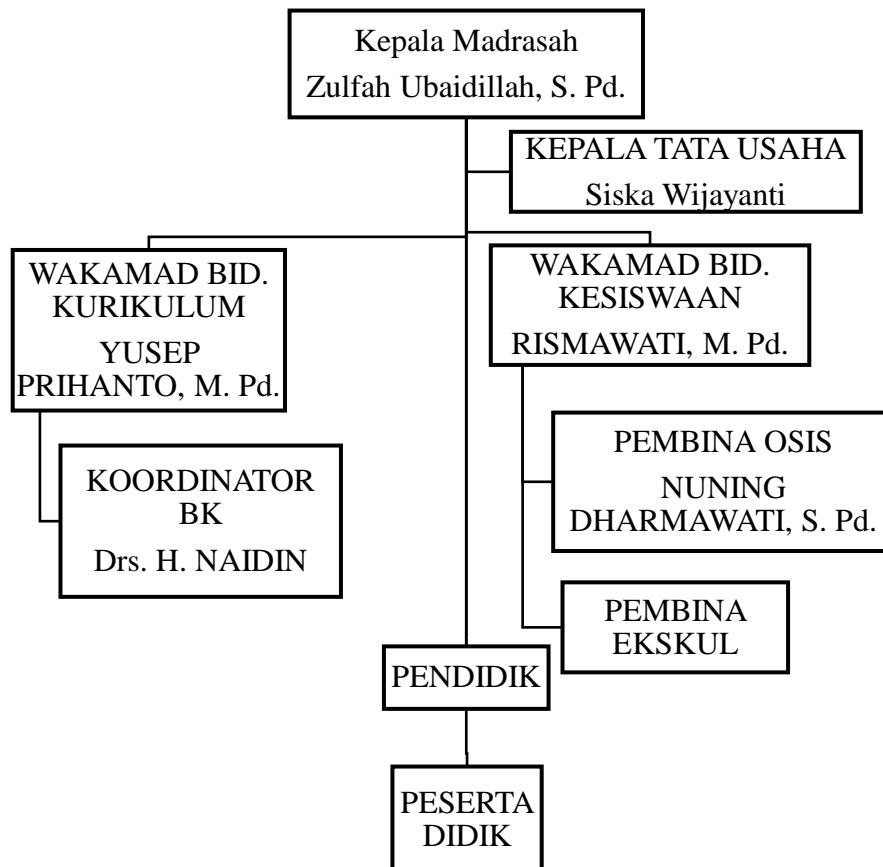 Kepala Madrasah
Zulfah Ubaidillah, S. Pd.
KEPALA TATA USAHA
Siska Wijayanti
WAKAMAD BID.
KURIKULUM
YUSEP
PRIHANTO, M. Pd.
WAKAMAD BID.
KESISWAAN
RISMAWATI, M. Pd.
KOORDINATOR
BK
Drs. H. NAIDIN
PEMBINA OSIS
NUNING
DHARMAWATI, S. Pd.
PEMBINA
EKSKUL
PENDIDIK
PESERTA
DIDIK